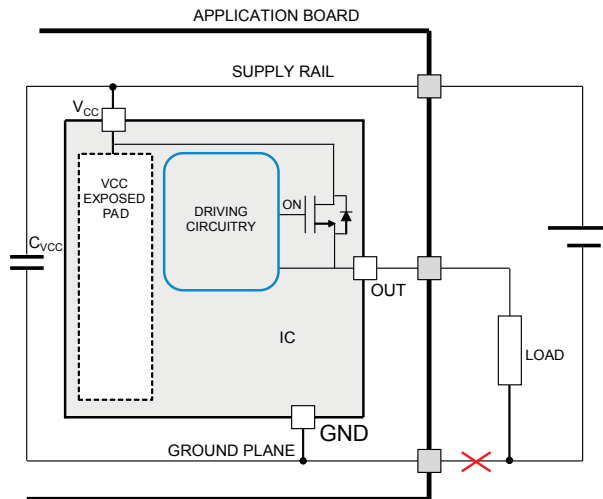 APPLICATION BOARD
SUPPLY RAIL
VCC
VCC
EXPOSED
PAD
DRIVING
CIRCUITRY
ON
CVCC
OUT
IC
LOAD
GND
GROUND PLANE